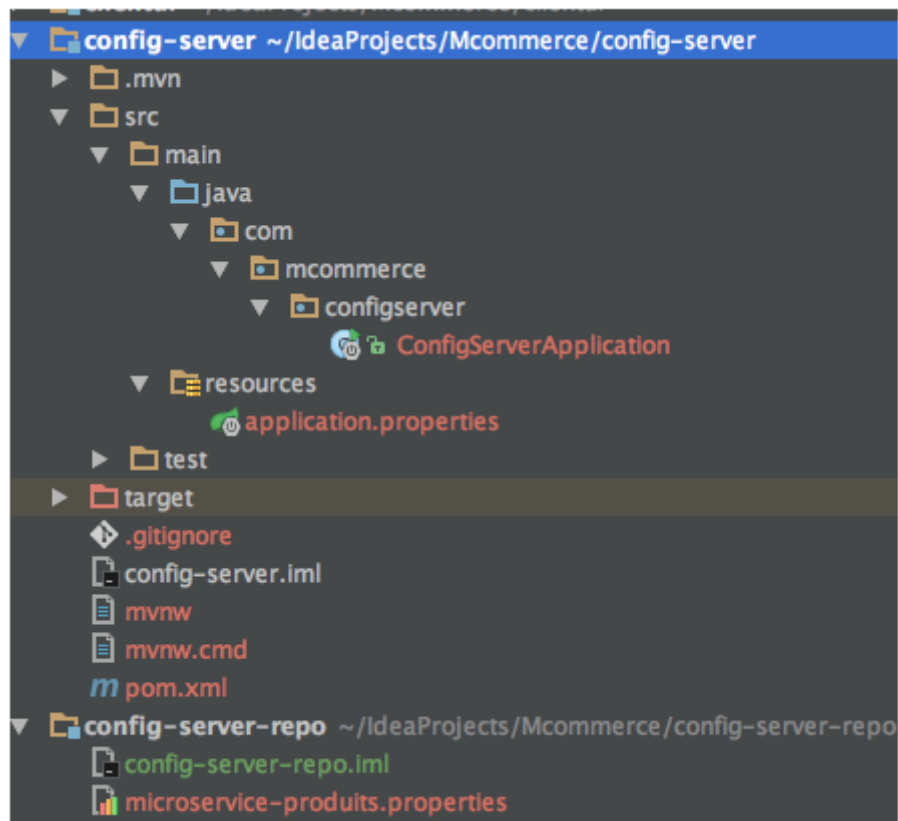 config-server ~/IdeaProjects/Mcommerce/config-server
.mvn
src
main
java
com
mcommerce
configserver
ConfigServerApplication
resources
application.properties
test
target
.gitignore
config-server.iml
mvnw
mvnw.cmd
m pom.xml
config-server-repo ~/IdeaProjects/Mcommerce/config-server-repo
config-server-repo.iml
microservice-produits.properties